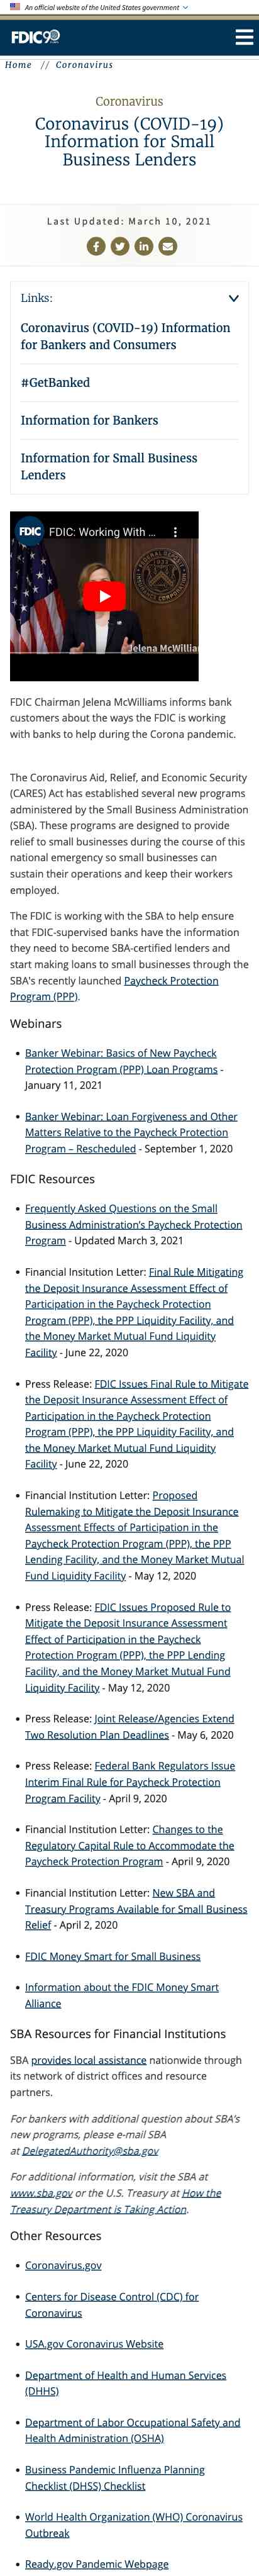 An official website of the United States government
FDIC 90
Home // Coronavirus
Coronavirus
Coronavirus (COVID-19)
Information for Small
Business Lenders
Last Updated: March 10, 2021
Links:
Coronavirus (COVID-19) Information
for Bankers and Consumers
#GetBanked
Information for Bankers
Information for Small Business
Lenders
FDIC
FDIC: Working With ...
Jelena McWilliam
FDIC Chairman Jelena McWilliams informs bank
customers about the ways the FDIC is working
with banks to help during the Corona pandemic.
The Coronavirus Aid, Relief, and Economic Security
(CARES) Act has established several new programs
administered by the Small Business Administration
(SBA). These programs are designed to provide
relief to small businesses during the course of this
national emergency so small businesses can
sustain their operations and keep their workers
employed.
The FDIC is working with the SBA to help ensure
that FDIC-supervised banks have the information
they need to become SBA-certified lenders and
start making loans to small businesses through the
SBA's recently launched Paycheck Protection
Program (PPP).
Webinars
• Banker Webinar: Basics of New Paycheck
Protection Program (PPP) Loan Programs -
January 11, 2021
• Banker Webinar: Loan Forgiveness and Other
Matters Relative to the Paycheck Protection
Program – Rescheduled - September 1, 2020
FDIC Resources
• Frequently Asked Questions on the Small
Business Administration's Paycheck Protection
Program - Updated March 3, 2021
• Financial Insitution Letter: Final Rule Mitigating
the Deposit Insurance Assessment Effect of
Participation in the Paycheck Protection
Program (PPP), the PPP Liquidity Facility, and
the Money Market Mutual Fund Liquidity
Facility - June 22, 2020
• Press Release: FDIC Issues Final Rule to Mitigate
the Deposit Insurance Assessment Effect of
Participation in the Paycheck Protection
Program (PPP), the PPP Liquidity Facility, and
the Money Market Mutual Fund Liquidity
Facility - June 22, 2020
• Financial Institution Letter: Proposed
Rulemaking to Mitigate the Deposit Insurance
Assessment Effects of Participation in the
Paycheck Protection Program (PPP), the PPP
Lending Facility, and the Money Market Mutual
Fund Liquidity Facility - May 12, 2020
• Press Release: FDIC Issues Proposed Rule to
Mitigate the Deposit Insurance Assessment
Effect of Participation in the Paycheck
Protection Program (PPP), the PPP Lending
Facility, and the Money Market Mutual Fund
Liquidity Facility - May 12, 2020
• Press Release: Joint Release/Agencies Extend
Two Resolution Plan Deadlines - May 6, 2020
• Press Release: Federal Bank Regulators Issue
Interim Final Rule for Paycheck Protection
Program Facility - April 9, 2020
• Financial Institution Letter: Changes to the
Regulatory Capital Rule to Accommodate the
Paycheck Protection Program - April 9, 2020
• Financial Institution Letter: New SBA and
Treasury Programs Available for Small Business
Relief - April 2, 2020
• FDIC Money Smart for Small Business
• Information about the FDIC Money Smart
Alliance
SBA Resources for Financial Institutions
SBA provides local assistance nationwide through
its network of district offices and resource
partners.
For bankers with additional question about SBA's
new programs, please e-mail SBA
at DelegatedAuthority@sba.gov
For additional information, visit the SBA at
www.sba.gov or the U.S. Treasury at How the
Treasury Department is Taking Action.
Other Resources
• Coronavirus.gov
• Centers for Disease Control (CDC) for
Coronavirus
• USA.gov Coronavirus Website
• Department of Health and Human Services
(DHHS)
• Department of Labor Occupational Safety and
Health Administration (OSHA)
• Business Pandemic Influenza Planning
Checklist (DHSS) Checklist
• World Health Organization (WHO) Coronavirus
Outbreak
• Ready.gov Pandemic Webpage